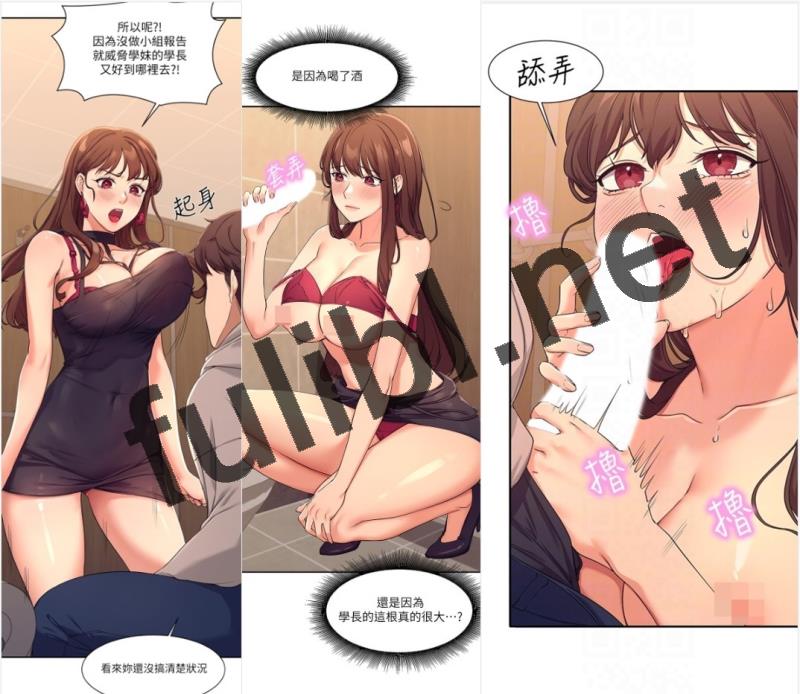 所以呢?!
因為沒做小組報告
就威脅學妹的學長
又好到哪裡去?!
起身
看來妳還沒搞清楚狀況
是因為喝了酒
套弄
還是因為
學長的這根真的很大…?
舔弄
擼
擼
擼
fulibl.net